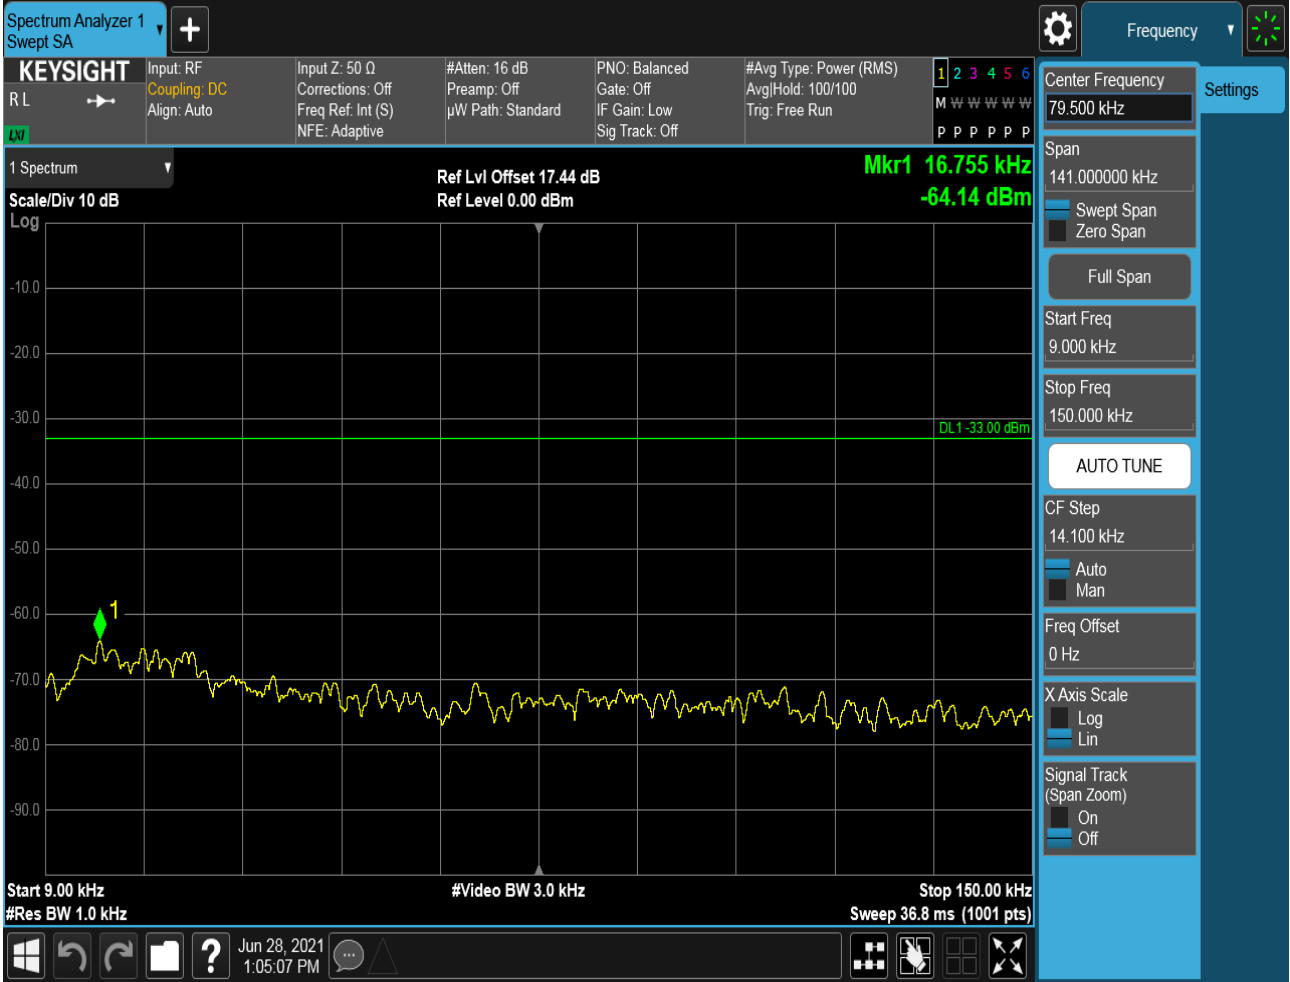 Spectrum Analyzer 1
Swept SA
+
Frequency
KEYSIGHT
R L
LXI
Input: RF
Coupling: DC
Align: Auto
Input Z: 50 Ω
Corrections: Off
Freq Ref: Int (S)
NFE: Adaptive
#Atten: 16 dB
Preamp: Off
µW Path: Standard
PNO: Balanced
Gate: Off
IF Gain: Low
Sig Track: Off
#Avg Type: Power (RMS)
Avg|Hold: 100/100
Trig: Free Run
1 2 3 4 5 6
M W W W W W
P P P P P P
1 Spectrum
Scale/Div 10 dB
Log
Ref Lvl Offset 17.44 dB
Ref Level 0.00 dBm
Mkr1 16.755 kHz
-64.14 dBm
-10.0
-20.0
-30.0
DL1 -33.00 dBm
-40.0
-50.0
-60.0
1
-70.0
-80.0
-90.0
Start 9.00 kHz
#Res BW 1.0 kHz
#Video BW 3.0 kHz
Stop 150.00 kHz
Sweep 36.8 ms (1001 pts)
Center Frequency
79.500 kHz
Span
141.000000 kHz
Swept Span
Zero Span
Full Span
Start Freq
9.000 kHz
Stop Freq
150.000 kHz
AUTO TUNE
CF Step
14.100 kHz
Auto
Man
Freq Offset
0 Hz
X Axis Scale
Log
Lin
Signal Track
(Span Zoom)
On
Off
Settings
?
Jun 28, 2021
1:05:07 PM